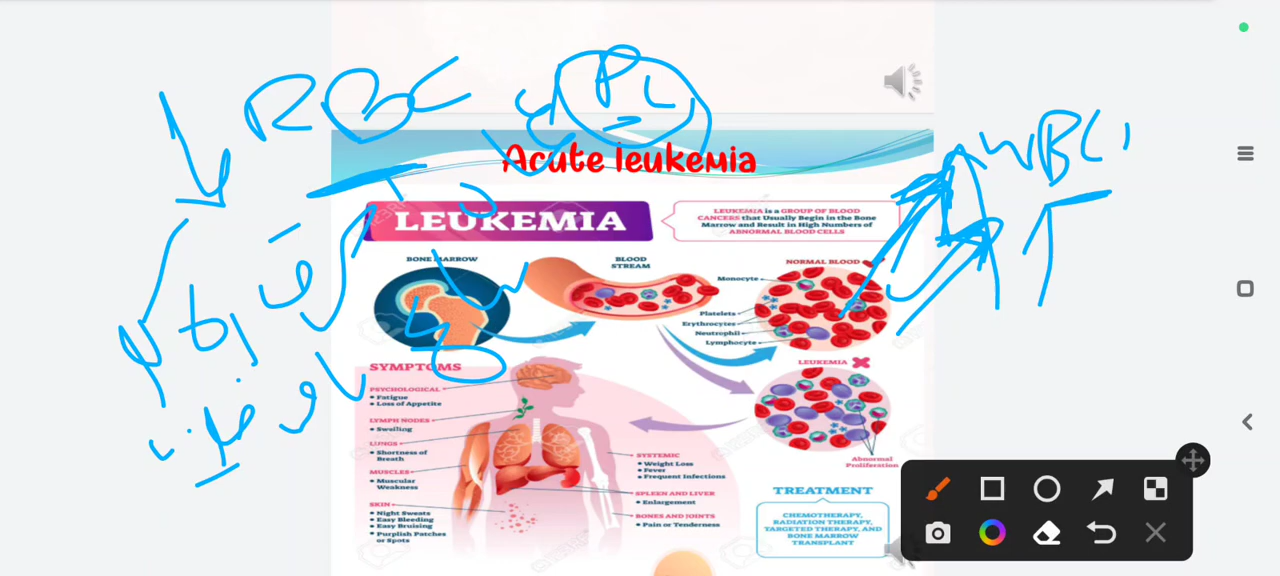 RBC
PL
WBC
Acute leukemia
LEUKEMIA
LEUKEMIA is a GROUP OF BLOOD
CANCERS that Usually Begin in the Bone
Marrow and Result in High Numbers of
ABNORMAL BLOOD CELLS
BONE MARROW
BLOOD
STREAM
NORMAL BLOOD
Monocyte
Platelets
Erythrocytes
Neutrophil
Lymphocyte
LEUKEMIA
Abnormal
Proliferation
SYMPTOMS
PSYCHOLOGICAL
• Fatigue
• Loss of Appetite
LYMPH NODES
• Swelling
LUNGS
• Shortness of
Breath
MUSCLES
• Muscular
Weakness
SKIN
• Night Sweats
• Easy Bleeding
• Easy Bruising
• Purplish Patches
or Spots
SYSTEMIC
• Weight Loss
• Fever
• Frequent Infections
SPLEEN AND LIVER
• Enlargement
BONES AND JOINTS
• Pain or Tenderness
TREATMENT
CHEMOTHERAPY,
RADIATION THERAPY,
TARGETED THERAPY, AND
BONE MARROW
TRANSPLANT